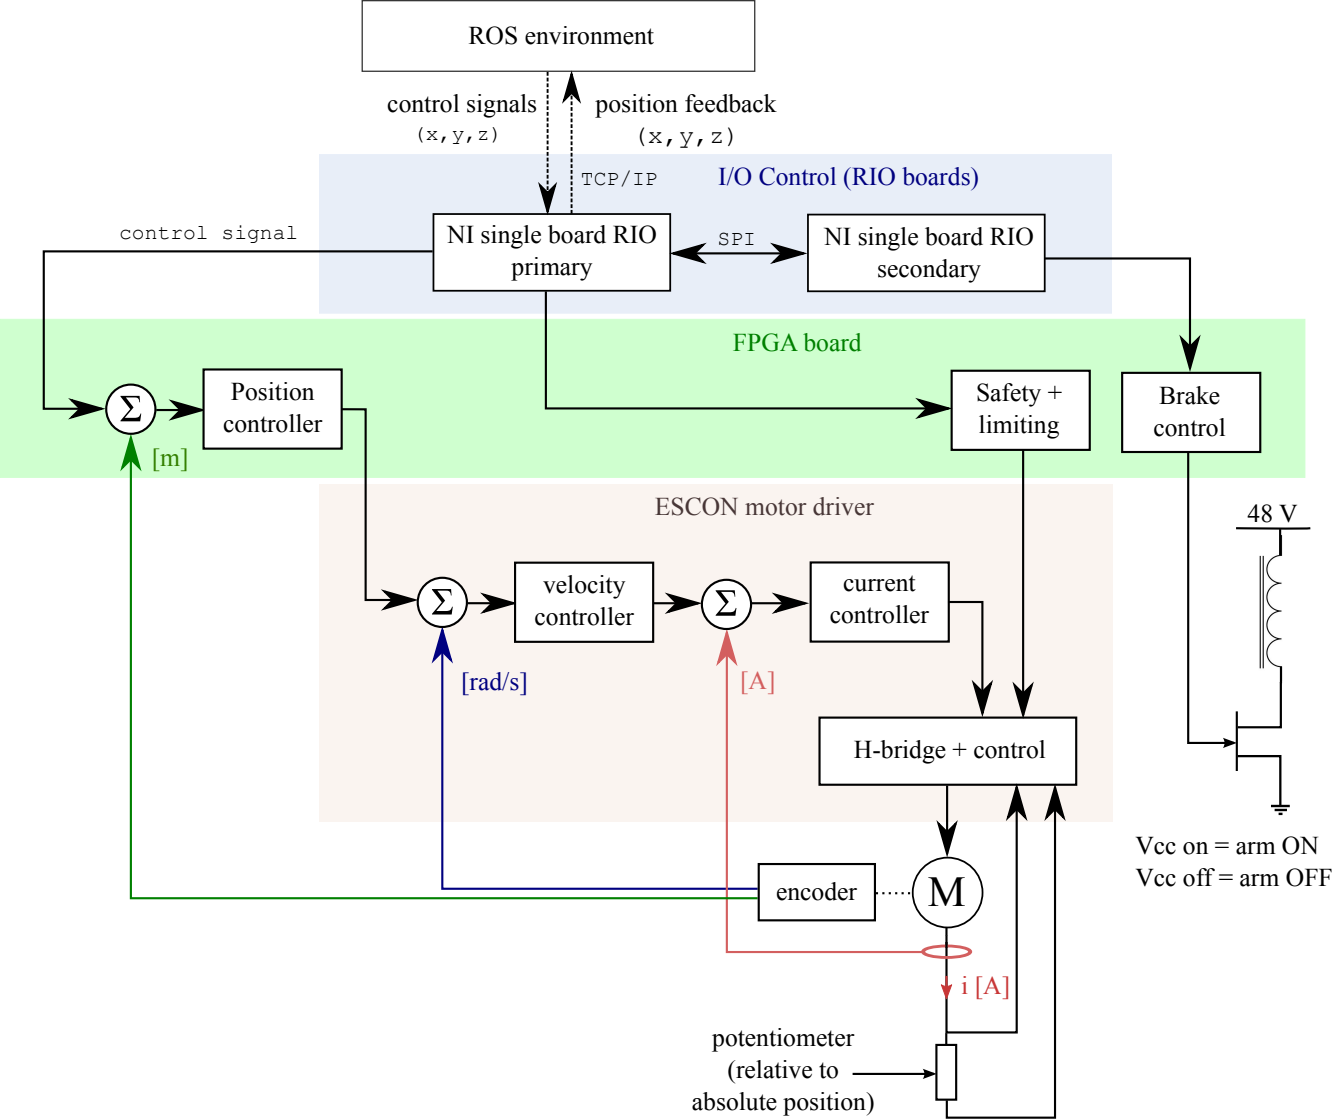 ROS environment
control signals
(x,y,z)
position feedback
(x,y,z)
TCP/IP
I/O Control (RIO boards)
control signal
NI single board RIO
primary
SPI
NI single board RIO
secondary
FPGA board
Σ
Position
controller
[m]
Safety +
limiting
Brake
control
ESCON motor driver
48 V
Σ
velocity
controller
Σ
current
controller
[rad/s]
[A]
H-bridge + control
Vcc on = arm ON
Vcc off = arm OFF
encoder
M
i [A]
potentiometer
(relative to
absolute position)